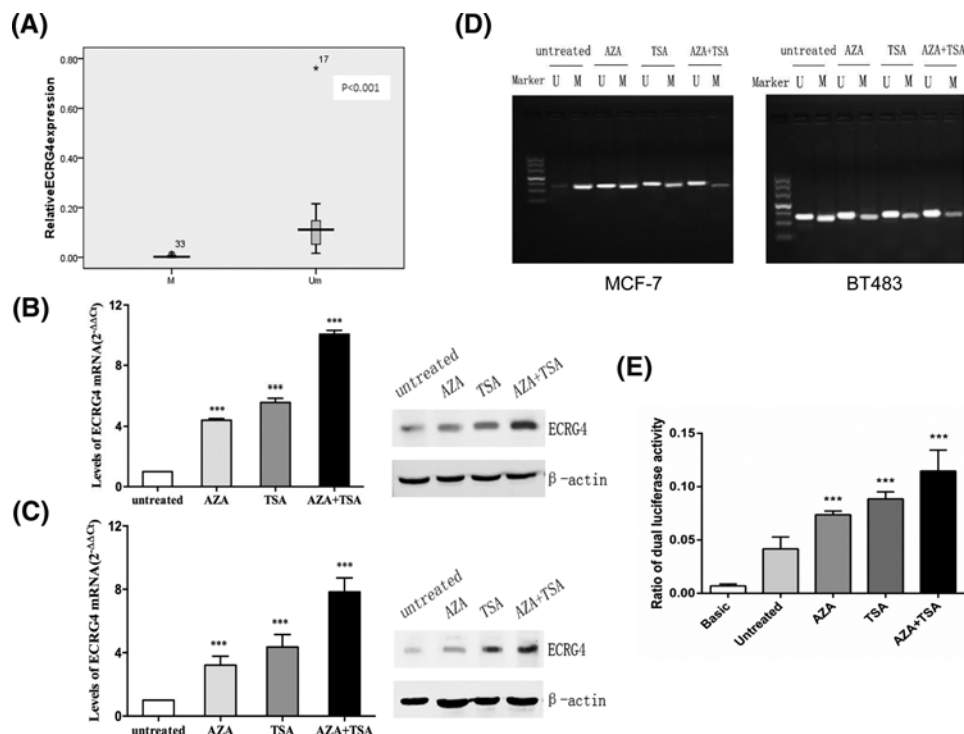 (A)
RelativeECRG4expression
0.80
0.60
0.40
0.20
0.00
17
P<0.001
33
M
Um
(B)
Levels of ECRG4 mRNA(2-ΔΔCt)
12
8
4
0
***
***
***
untreated
AZA
TSA
AZA+TSA
untreated
AZA
TSA
AZA+TSA
ECRG4
β-actin
(C)
Levels of ECRG4 mRNA(2-ΔΔCt)
12
8
4
0
***
***
***
untreated
AZA
TSA
AZA+TSA
untreated
AZA
TSA
AZA+TSA
ECRG4
β-actin
(D)
untreated AZA TSA AZA+TSA
Marker U M U M U M U M
MCF-7
untreated AZA TSA AZA+TSA
Marker U M U M U M U M
BT483
(E)
Ratio of dual luciferase activity
0.15
0.10
0.05
0.00
***
***
***
Basic
Untreated
AZA
TSA
AZA+TSA